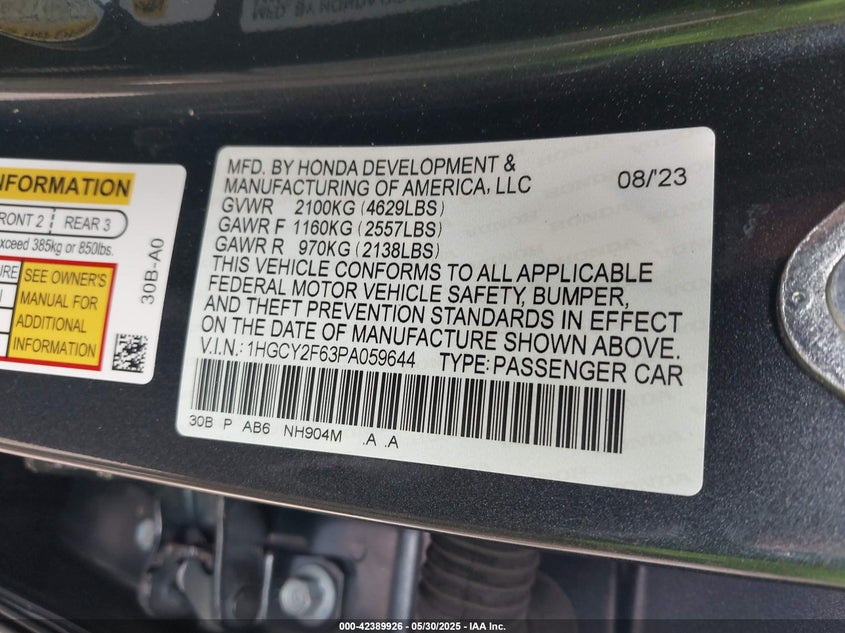 MFD. BY HONDA DEVELOPMENT &
MANUFACTURING OF AMERICA, LLC 08/'23
GVWR 2100KG (4629LBS)
GAWR F 1160KG (2557LBS)
GAWR R 970KG (2138LBS)
THIS VEHICLE CONFORMS TO ALL APPLICABLE
FEDERAL MOTOR VEHICLE SAFETY, BUMPER,
AND THEFT PREVENTION STANDARDS IN EFFECT
ON THE DATE OF MANUFACTURE SHOWN ABOVE.
V.I.N.: 1HGCY2F63PA059644 TYPE: PASSENGER CAR
30B P AB6 NH904M .A .A
NFORMATION
RONT 2 REAR 3
xceed 385kg or 850lbs.
SEE OWNER'S
MANUAL FOR
ADDITIONAL
INFORMATION
30B-A0
000-42389926 - 05/30/2025 - IAA Inc.